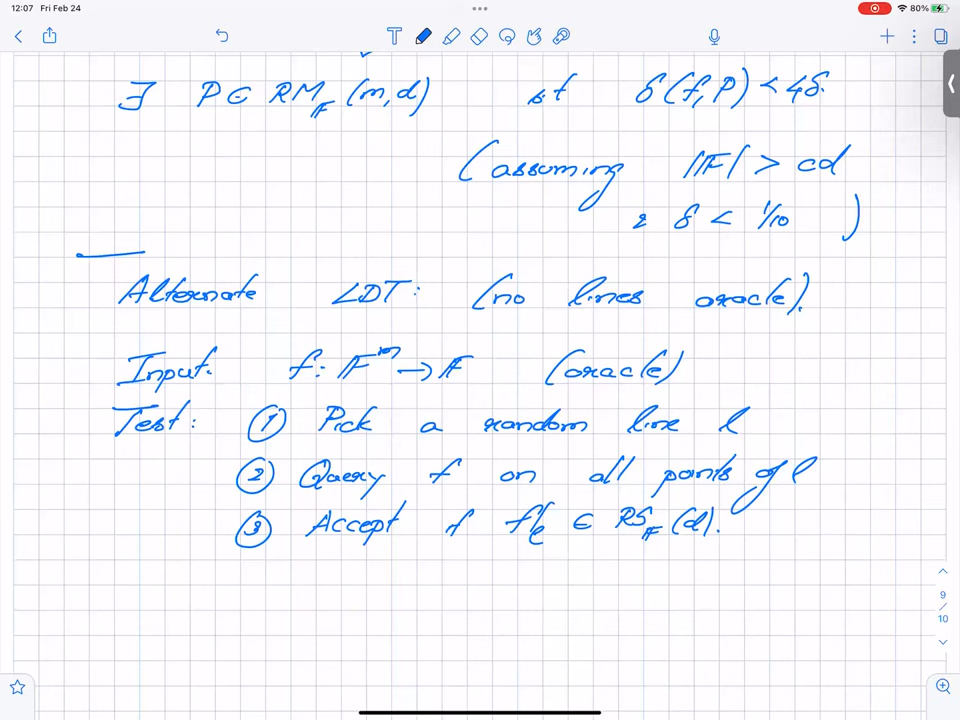 12:07 Fri Feb 24
80%
∃ P ∈ RM_F (m,d) st δ(f,P) < 4δ.
(assuming |F| > cd
& δ < 1/10 )
Alternate LDT: (no lines oracle).
Input: f: F^m → F (oracle)
Test: ① Pick a random line l
② Query f on all points of l
③ Accept if f|_l ∈ RS_F (d).
9
/
10